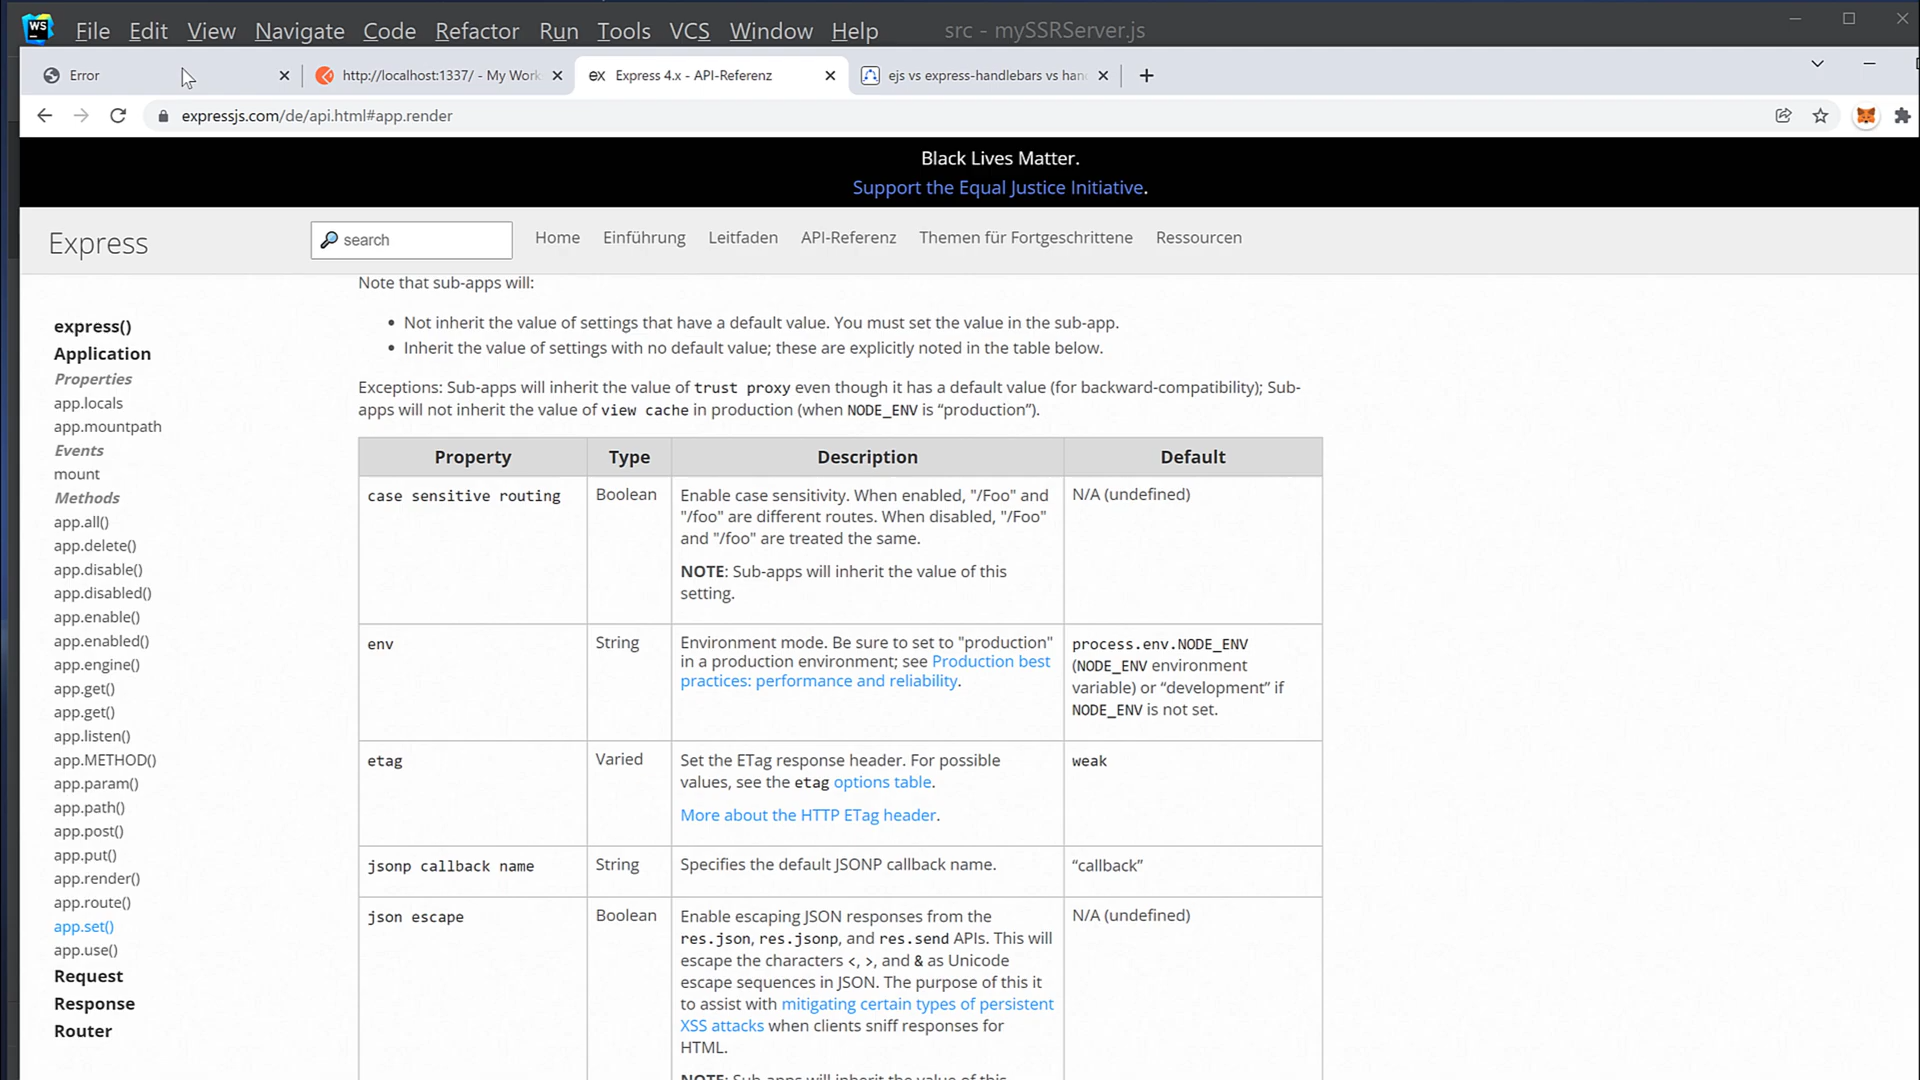 WS File Edit View Navigate Code Refactor Run Tools VCS Window Help src - mySSRServer.js
Error http://localhost:1337/ - My Work ex Express 4.x - API-Referenz ejs vs express-handlebars vs han
expressjs.com/de/api.html#app.render
Black Lives Matter.
Support the Equal Justice Initiative.
Express search Home Einführung Leitfaden API-Referenz Themen für Fortgeschrittene Ressourcen
express()
Application
Properties
app.locals
app.mountpath
Events
mount
Methods
app.all()
app.delete()
app.disable()
app.disabled()
app.enable()
app.enabled()
app.engine()
app.get()
app.get()
app.listen()
app.METHOD()
app.param()
app.path()
app.post()
app.put()
app.render()
app.route()
app.set()
app.use()
Request
Response
Router
Note that sub-apps will:
• Not inherit the value of settings that have a default value. You must set the value in the sub-app.
• Inherit the value of settings with no default value; these are explicitly noted in the table below.
Exceptions: Sub-apps will inherit the value of trust proxy even though it has a default value (for backward-compatibility); Sub-
apps will not inherit the value of view cache in production (when NODE_ENV is “production”).
Property Type Description Default
case sensitive routing Boolean Enable case sensitivity. When enabled, "/Foo" and N/A (undefined)
"/foo" are different routes. When disabled, "/Foo"
and "/foo" are treated the same.
NOTE: Sub-apps will inherit the value of this
setting.
env String Environment mode. Be sure to set to "production" process.env.NODE_ENV
in a production environment; see Production best (NODE_ENV environment
practices: performance and reliability. variable) or “development” if
NODE_ENV is not set.
etag Varied Set the ETag response header. For possible weak
values, see the etag options table.
More about the HTTP ETag header.
jsonp callback name String Specifies the default JSONP callback name. “callback”
json escape Boolean Enable escaping JSON responses from the N/A (undefined)
res.json, res.jsonp, and res.send APIs. This will
escape the characters <, >, and & as Unicode
escape sequences in JSON. The purpose of this it
to assist with mitigating certain types of persistent
XSS attacks when clients sniff responses for
HTML.
NOTE: Sub-apps will inherit the value of this